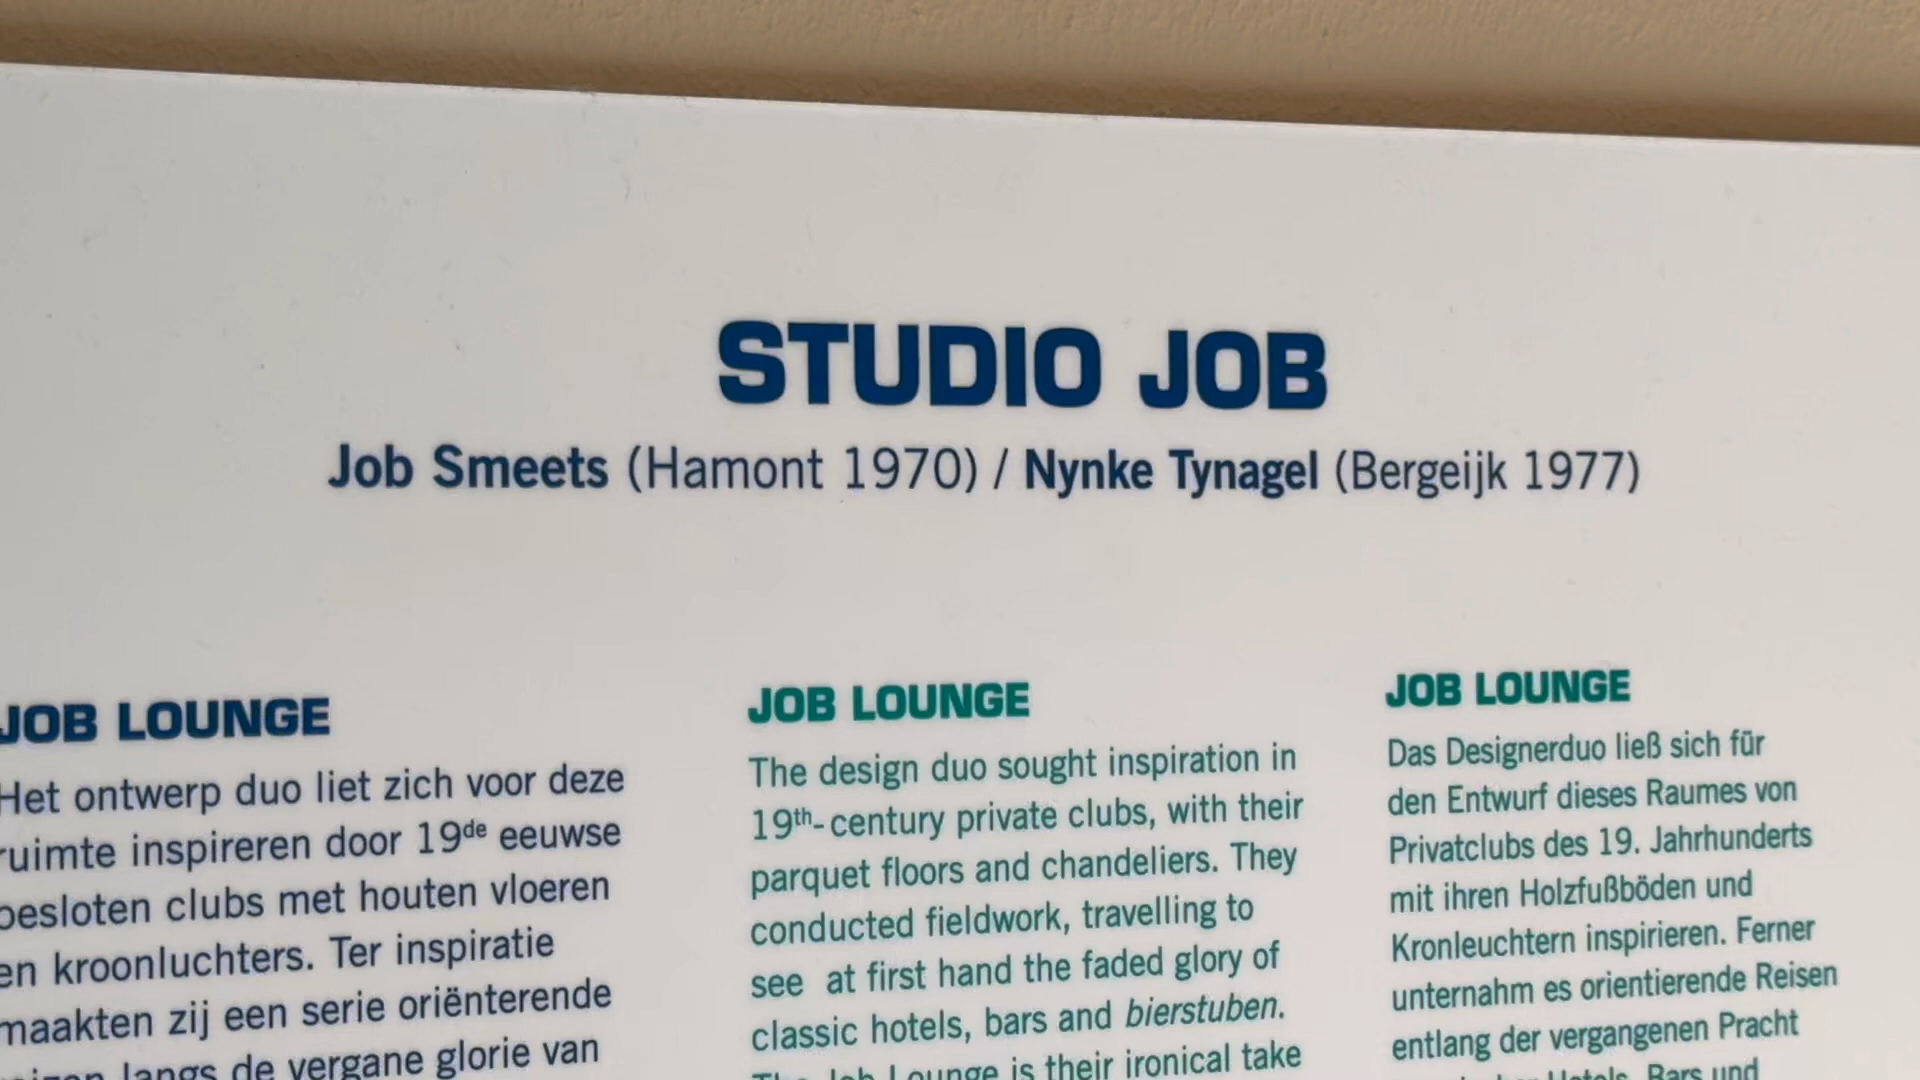 STUDIO JOB
Job Smeets (Hamont 1970) / Nynke Tynagel (Bergeijk 1977)
JOB LOUNGE
Het ontwerp duo liet zich voor deze
ruimte inspireren door 19de eeuwse
besloten clubs met houten vloeren
en kroonluchters. Ter inspiratie
maakten zij een serie oriënterende
langs de vergane glorie van
JOB LOUNGE
The design duo sought inspiration in
19th-century private clubs, with their
parquet floors and chandeliers. They
conducted fieldwork, travelling to
see at first hand the faded glory of
classic hotels, bars and bierstuben.
The Job Lounge is their ironical take
JOB LOUNGE
Das Designerduo ließ sich für
den Entwurf dieses Raumes von
Privatclubs des 19. Jahrhunderts
mit ihren Holzfußböden und
Kronleuchtern inspirieren. Ferner
unternahm es orientierende Reisen
entlang der vergangenen Pracht
Hotels, Bars und